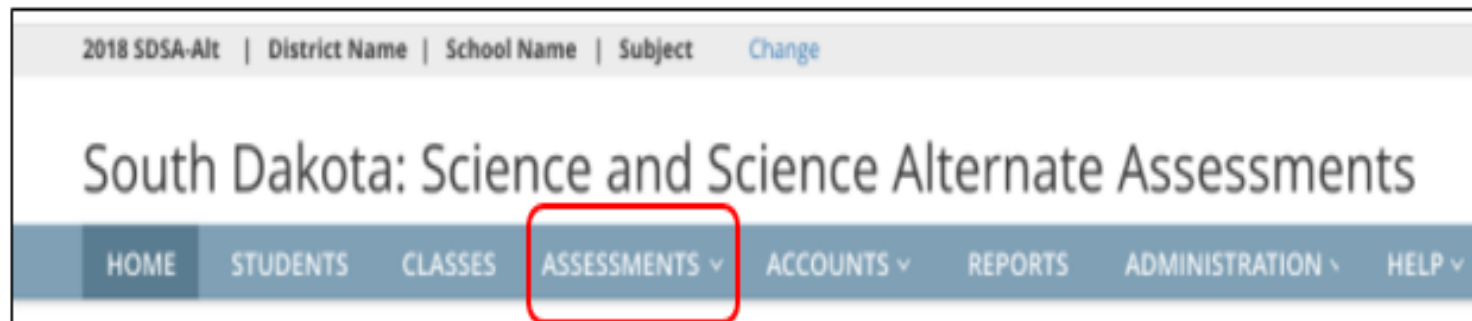 2018 SDSA-Alt | District Name | School Name | Subject Change
South Dakota: Science and Science Alternate Assessments
HOME STUDENTS CLASSES ASSESSMENTS ACCOUNTS REPORTS ADMINISTRATION HELP